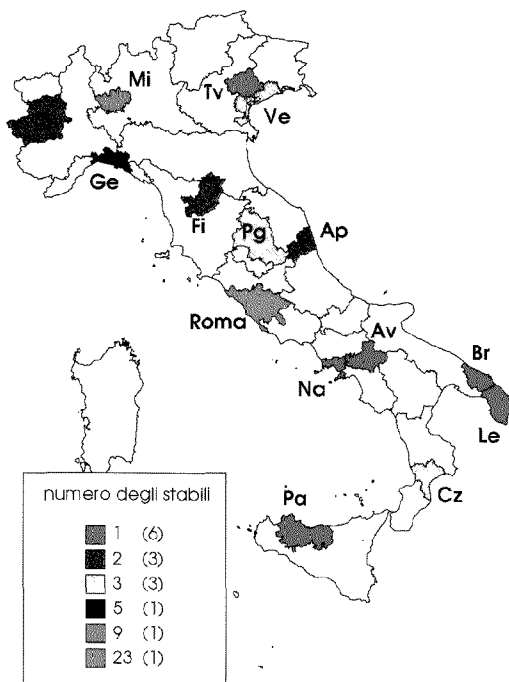 Mi
Tv
Ve
Ge
Fi
Pg
Ap
Roma
Av
Na
Br
Le
Cz
Pa
numero degli stabili
1 (6)
2 (3)
3 (3)
5 (1)
9 (1)
23 (1)